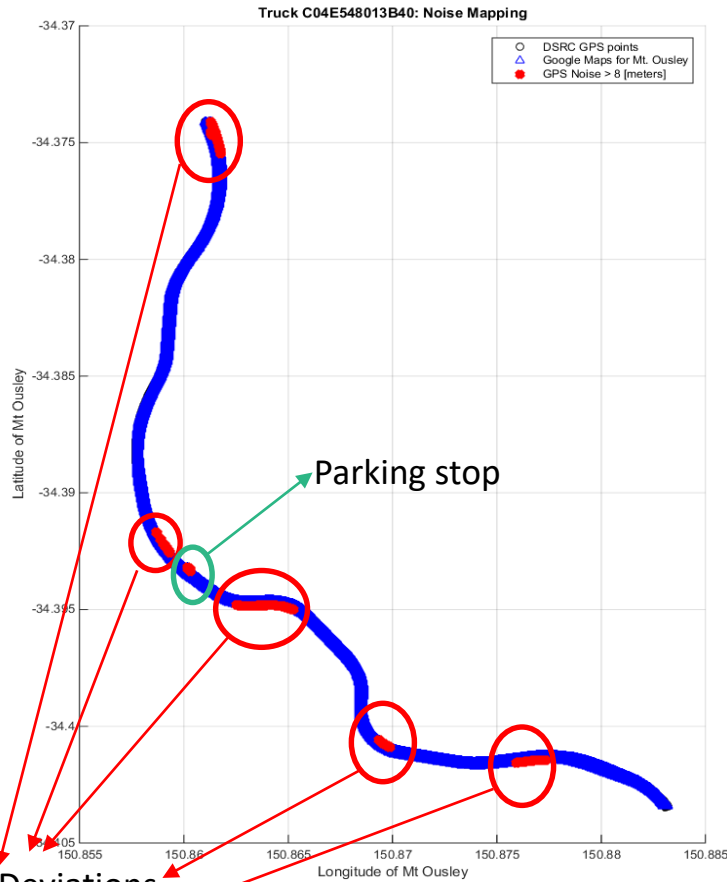 Truck C04E548013B40: Noise Mapping
-34.37
DSRC GPS points
Google Maps for Mt. Ousley
GPS Noise > 8 [meters]
-34.375
-34.38
-34.385
Latitude of Mt Ousley
-34.39
Parking stop
-34.395
-34.4
405
150.855
150.86
150.865
150.87
150.875
150.88
150.885
Longitude of Mt Ousley
Deviations